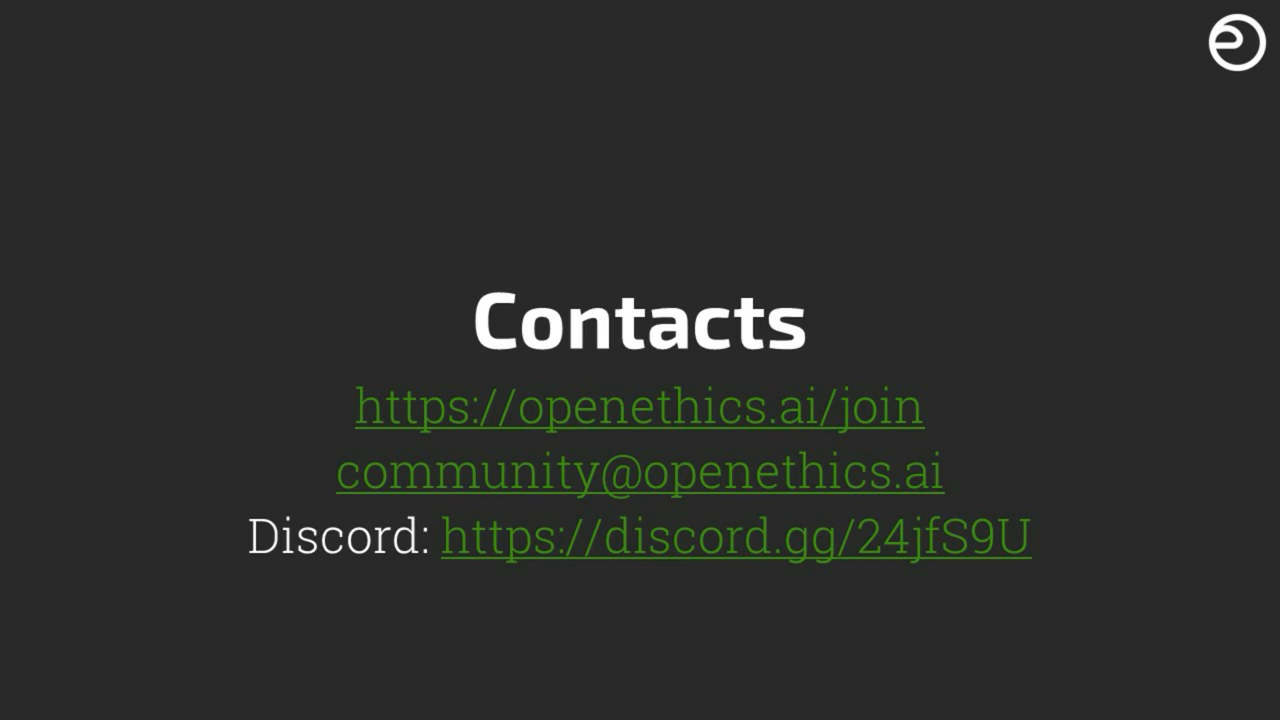 Contacts
https://openethics.ai/join
community@openethics.ai
Discord: https://discord.gg/24jfS9U